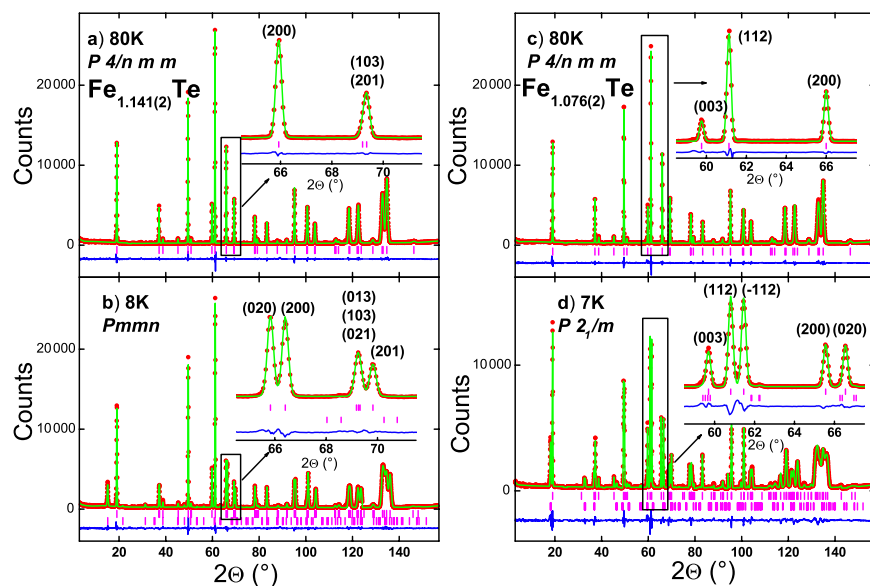 a) 80K
P 4/n m m
Fe1.141(2)Te
(200)
(103)
(201)
66 68 70
2Θ (°)
20000
10000
0
Counts
b) 8K
Pmmn
(020) (200)
(013)
(103)
(021)
(201)
66 68 70
2Θ (°)
20000
10000
0
Counts
20 40 60 80 100 120 140
2Θ (°)
c) 80K
P 4/n m m
Fe1.076(2)Te
(112)
(003)
(200)
60 62 64 66
2Θ (°)
20000
10000
0
Counts
d) 7K
P 21/m
(112) (-112)
(003)
(200) (020)
60 62 64 66
2Θ (°)
10000
0
Counts
20 40 60 80 100 120 140
2Θ (°)